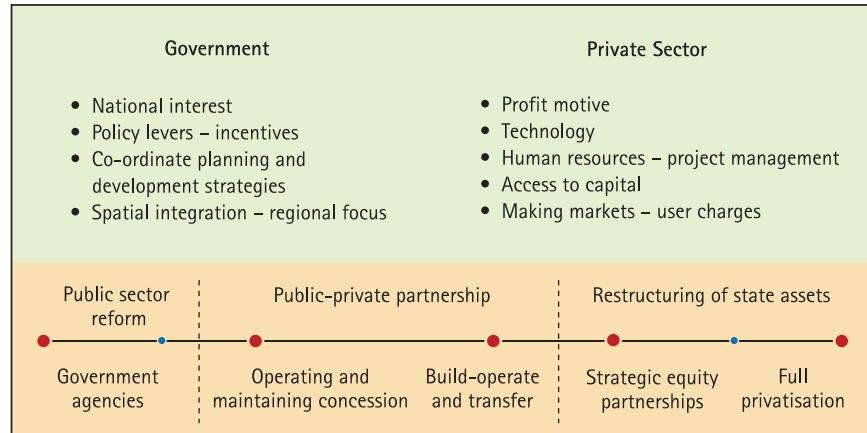 Government
• National interest
• Policy levers – incentives
• Co-ordinate planning and
development strategies
• Spatial integration – regional focus
Private Sector
• Profit motive
• Technology
• Human resources – project management
• Access to capital
• Making markets – user charges
Public sector
reform
Public-private partnership
Restructuring of state assets
Government
agencies
Operating and
maintaining concession
Build-operate
and transfer
Strategic equity
partnerships
Full
privatisation